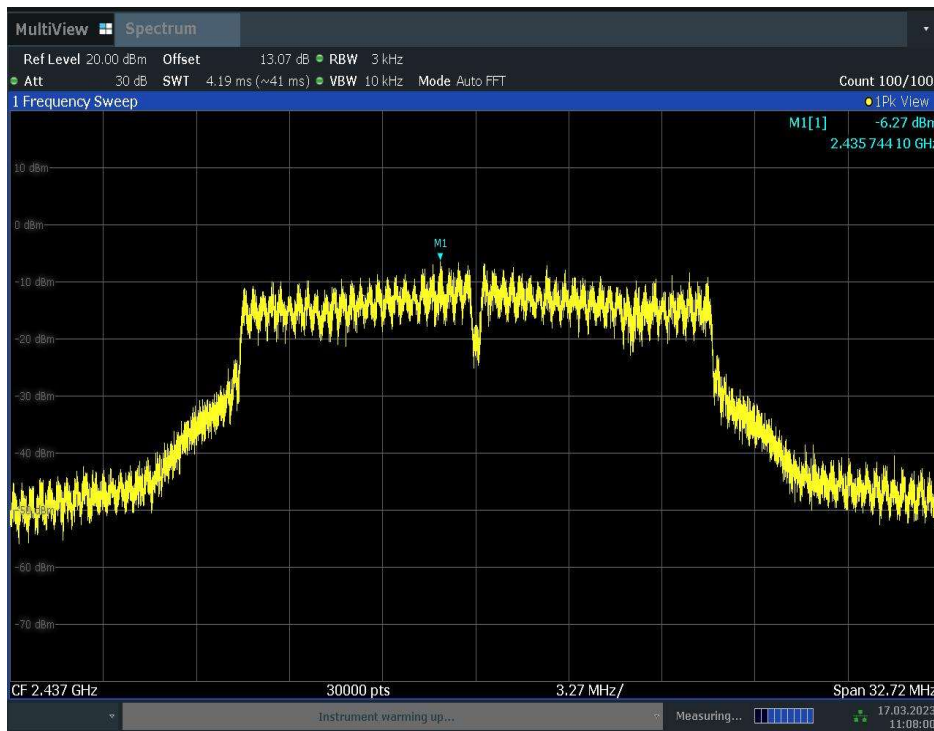 MultiView Spectrum
Ref Level 20.00 dBm Offset 13.07 dB RBW 3 kHz
Att 30 dB SWT 4.19 ms (~41 ms) VBW 10 kHz Mode Auto FFT Count 100/100
1 Frequency Sweep 1Pk View
M1[1] -6.27 dBm
2.435 744 10 GHz
10 dBm
0 dBm
M1
-10 dBm
-20 dBm
-30 dBm
-40 dBm
-50 dBm
-60 dBm
-70 dBm
CF 2.437 GHz 30000 pts 3.27 MHz/ Span 32.72 MHz
Instrument warming up... Measuring... 17.03.2023
11:08:00